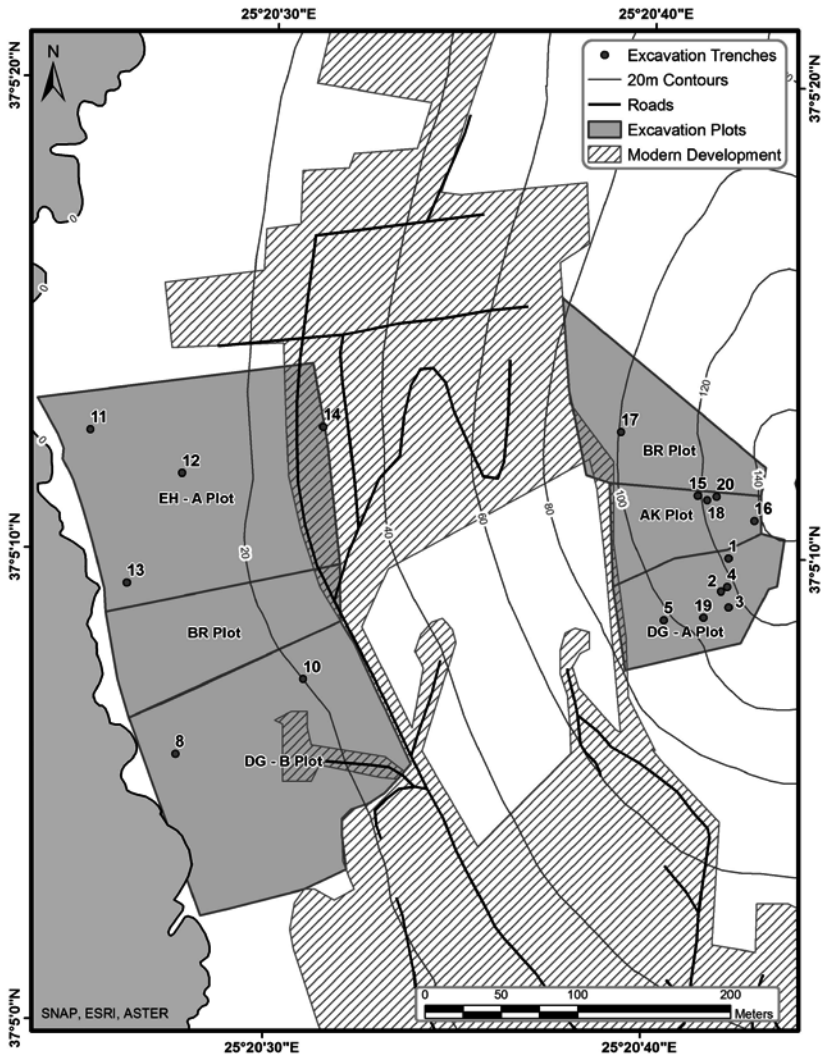 25°20'30"E
25°20'40"E
N
37°5'20"N
37°5'20"N
Excavation Trenches
20m Contours
Roads
Excavation Plots
Modern Development
0
0
120
11
14
17
12
BR Plot
EH - A Plot
0
15
20
140
18
16
100
AK Plot
80
60
40
20
37°5'10"N
37°5'10"N
1
13
4
2
3
BR Plot
5
19
DG - A Plot
10
8
DG - B Plot
80
SNAP, ESRI, ASTER
0 50 100 200
Meters
37°5'0"N
37°5'0"N
25°20'30"E
25°20'40"E